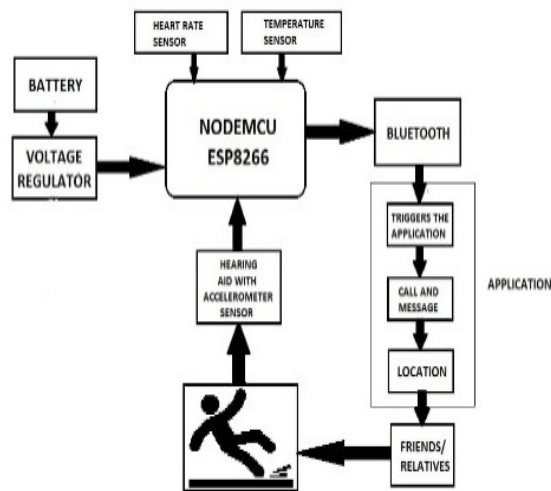 HEART RATE
SENSOR
TEMPERATURE
SENSOR
BATTERY
VOLTAGE
REGULATOR
NODEMCU
ESP8266
BLUETOOTH
TRIGGERS THE
APPLICATION
CALL AND
MESSAGE
LOCATION
APPLICATION
HEARING
AID WITH
ACCELEROMETER
SENSOR
FRIENDS/
RELATIVES